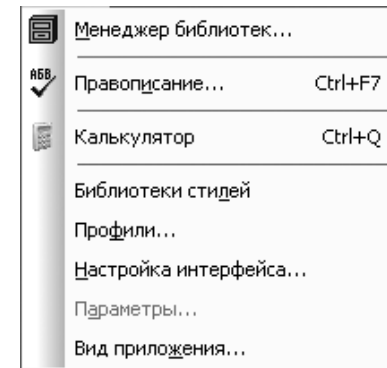 Менеджер библиотек...
АБВ
Правописание... Ctrl+F7
Калькулятор Ctrl+Q
Библиотеки стилей
Профили...
Настройка интерфейса...
Параметры...
Вид приложения...